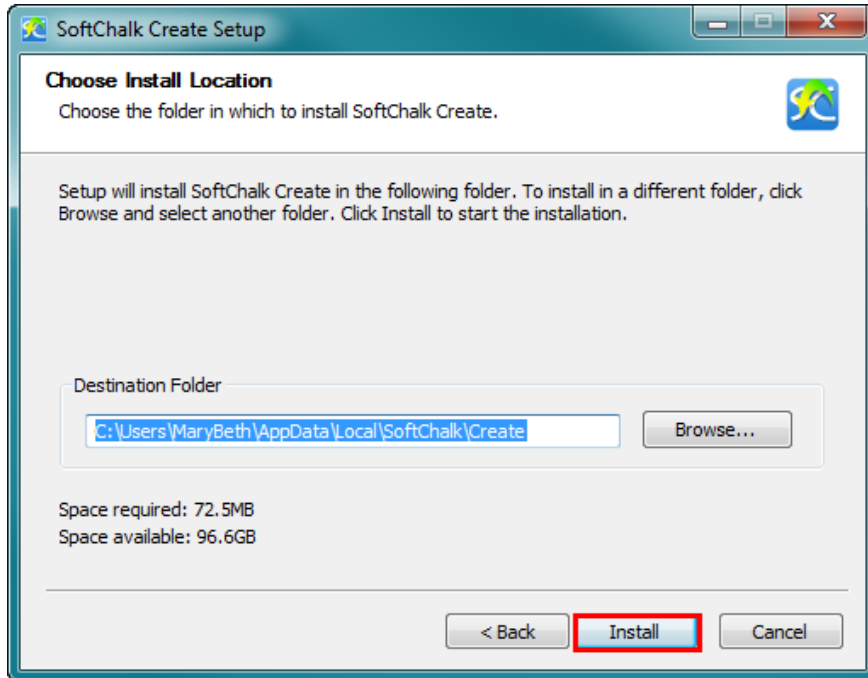 SoftChalk Create Setup
Choose Install Location
Choose the folder in which to install SoftChalk Create.
Setup will install SoftChalk Create in the following folder. To install in a different folder, click
Browse and select another folder. Click Install to start the installation.
Destination Folder
C:\Users\MaryBeth\AppData\Local\SoftChalk\Create
Browse...
Space required: 72.5MB
Space available: 96.6GB
< Back
Install
Cancel